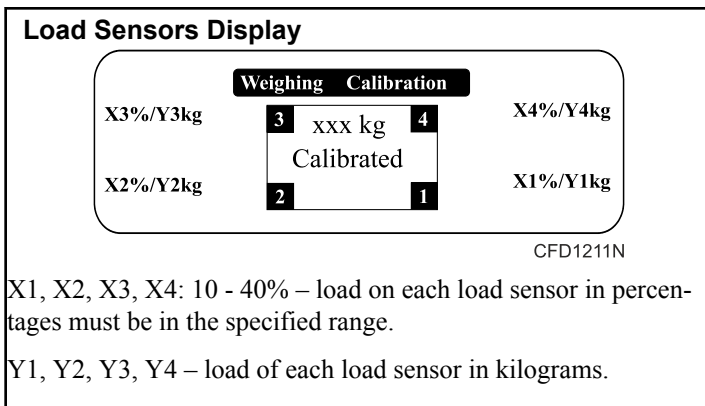 Load Sensors Display
Weighing Calibration
X3%/Y3kg
3
xxx kg
4
X4%/Y4kg
Calibrated
X2%/Y2kg
2
1
X1%/Y1kg
CFD1211N
X1, X2, X3, X4: 10 - 40% – load on each load sensor in percen-
tages must be in the specified range.
Y1, Y2, Y3, Y4 – load of each load sensor in kilograms.